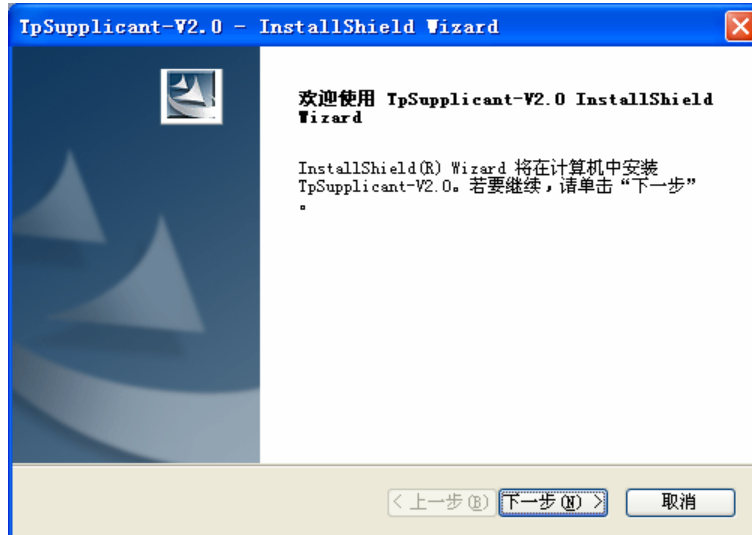 TpSupplicant-V2.0 - InstallShield Wizard
欢迎使用 TpSupplicant-V2.0 InstallShield
Wizard
InstallShield(R) Wizard 将在计算机中安装
TpSupplicant-V2.0。若要继续，请单击“下一步”
。
< 上一步(B)
下一步(N) >
取消